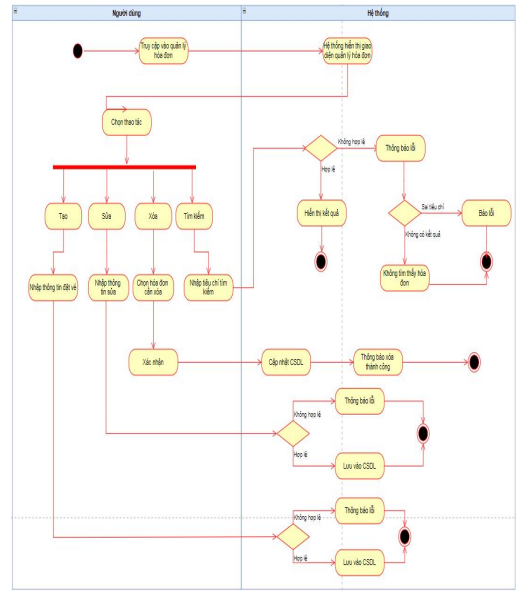 Người dùng
Hệ thống
Truy cập vào quản lý
hóa đơn
Hệ thống hiển thị giao
diện quản lý hóa đơn
Chọn thao tác
Không hợp lệ
Thông báo lỗi
Hợp lệ
Tạo
Sửa
Xóa
Tìm kiếm
Hiển thị kết quả
Sai tiêu chí
Báo lỗi
Không có kết quả
Nhập thông tin đặt vé
Nhập thông
tin sửa
Chọn hóa đơn
cần xóa
Nhập tiêu chí tìm
kiếm
Không tìm thấy hóa
đơn
Xác nhận
Cập nhật CSDL
Thông báo xóa
thành công
Thông báo lỗi
Không hợp lệ
Hợp lệ
Lưu vào CSDL
Thông báo lỗi
Không hợp lệ
Hợp lệ
Lưu vào CSDL